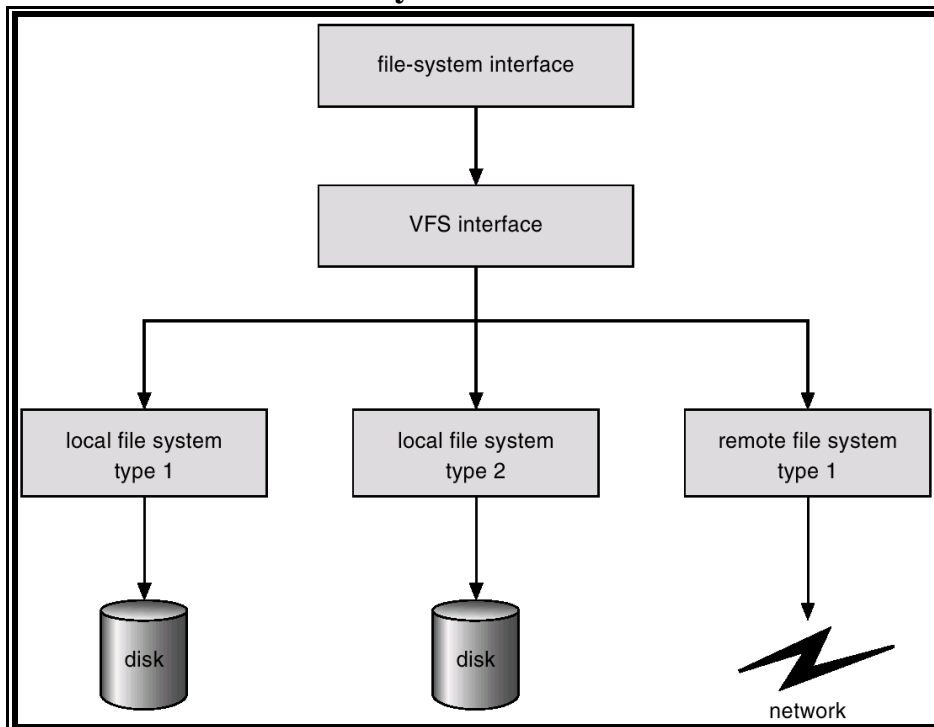 file-system interface
VFS interface
local file system
type 1
local file system
type 2
remote file system
type 1
disk
disk
network